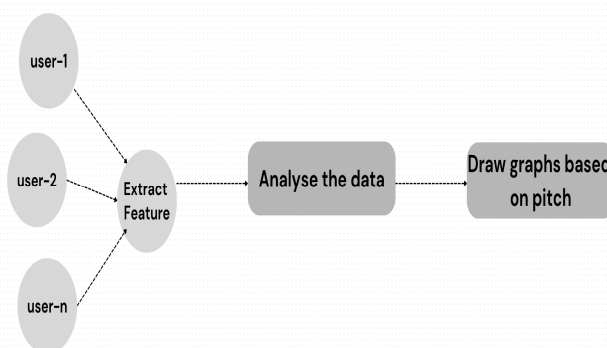 user-1
user-2
user-n
Extract
Feature
Analyse the data
Draw graphs based
on pitch